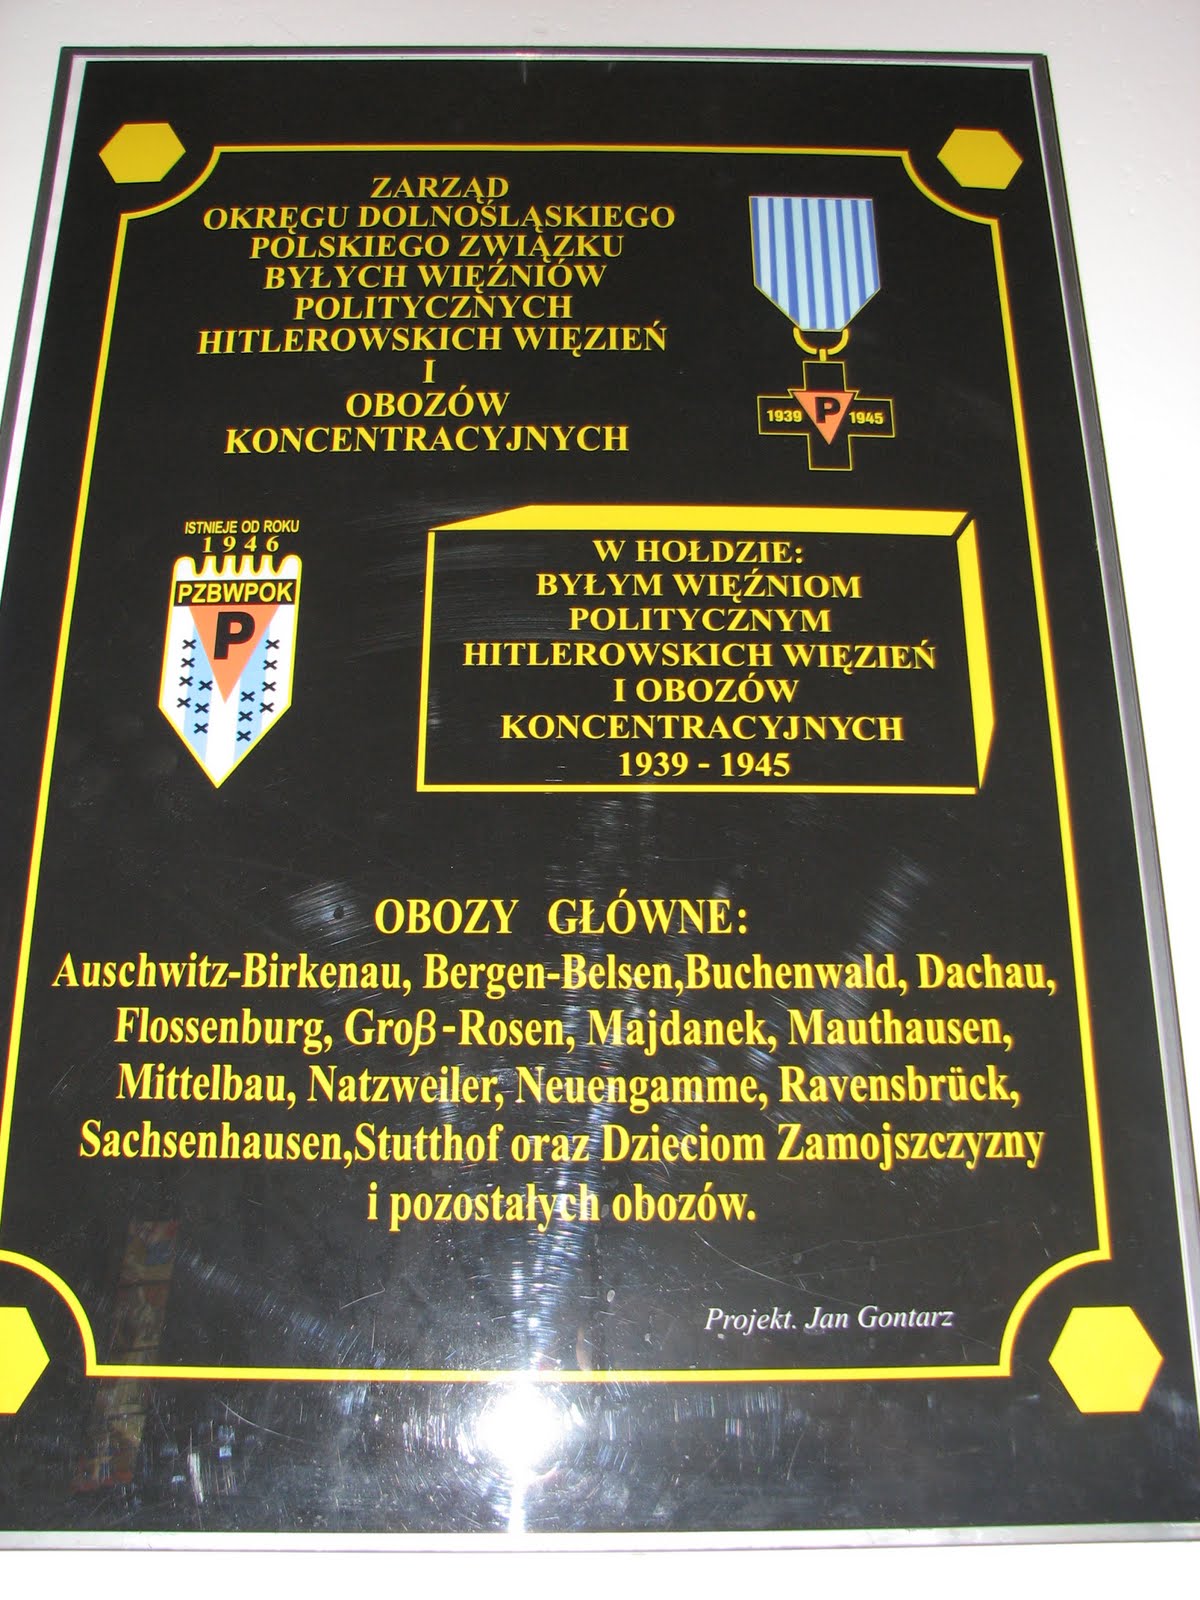 ZARZĄD
OKRĘGU DOLNOŚLĄSKIEGO
POLSKIEGO ZWIĄZKU
BYŁYCH WIĘŹNIÓW
POLITYCZNYCH
HITLEROWSKICH WIĘZIEŃ
I
OBOZÓW
KONCENTRACYJNYCH
1939 P 1945
ISTNIEJE OD ROKU
1946
PZBWPOK
P
W HOŁDZIE:
BYŁYM WIĘŹNIOM
POLITYCZNYM
HITLEROWSKICH WIĘZIEŃ
I OBOZÓW
KONCENTRACYJNYCH
1939 - 1945
OBOZY GŁÓWNE:
Auschwitz-Birkenau, Bergen-Belsen,Buchenwald, Dachau,
Flossenburg, Groß-Rosen, Majdanek, Mauthausen,
Mittelbau, Natzweiler, Neuengamme, Ravensbrück,
Sachsenhausen,Stutthof oraz Dzieciom Zamojszczyzny
i pozostałych obozów.
Projekt. Jan Gontarz